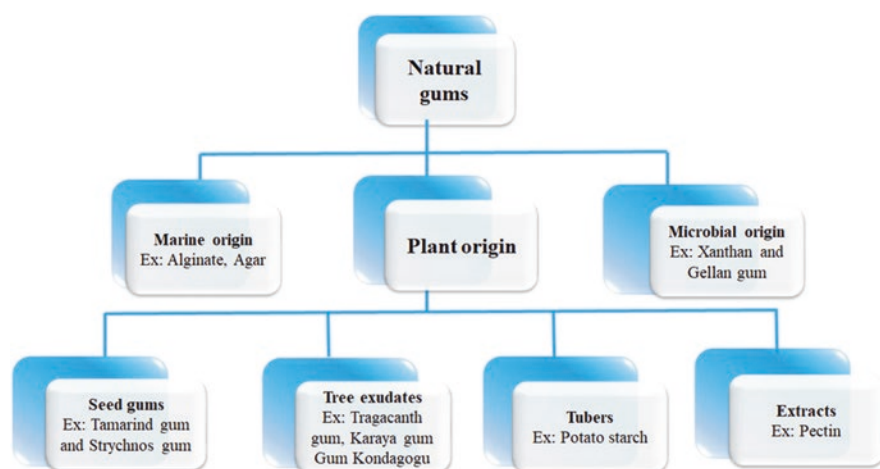 Natural
gums
Marine origin
Ex: Alginate, Agar
Plant origin
Microbial origin
Ex: Xanthan and
Gellan gum
Seed gums
Ex: Tamarind gum
and Strychnos gum
Tree exudates
Ex: Tragacanth
gum, Karaya gum
Gum Kondagogu
Tubers
Ex: Potato starch
Extracts
Ex: Pectin